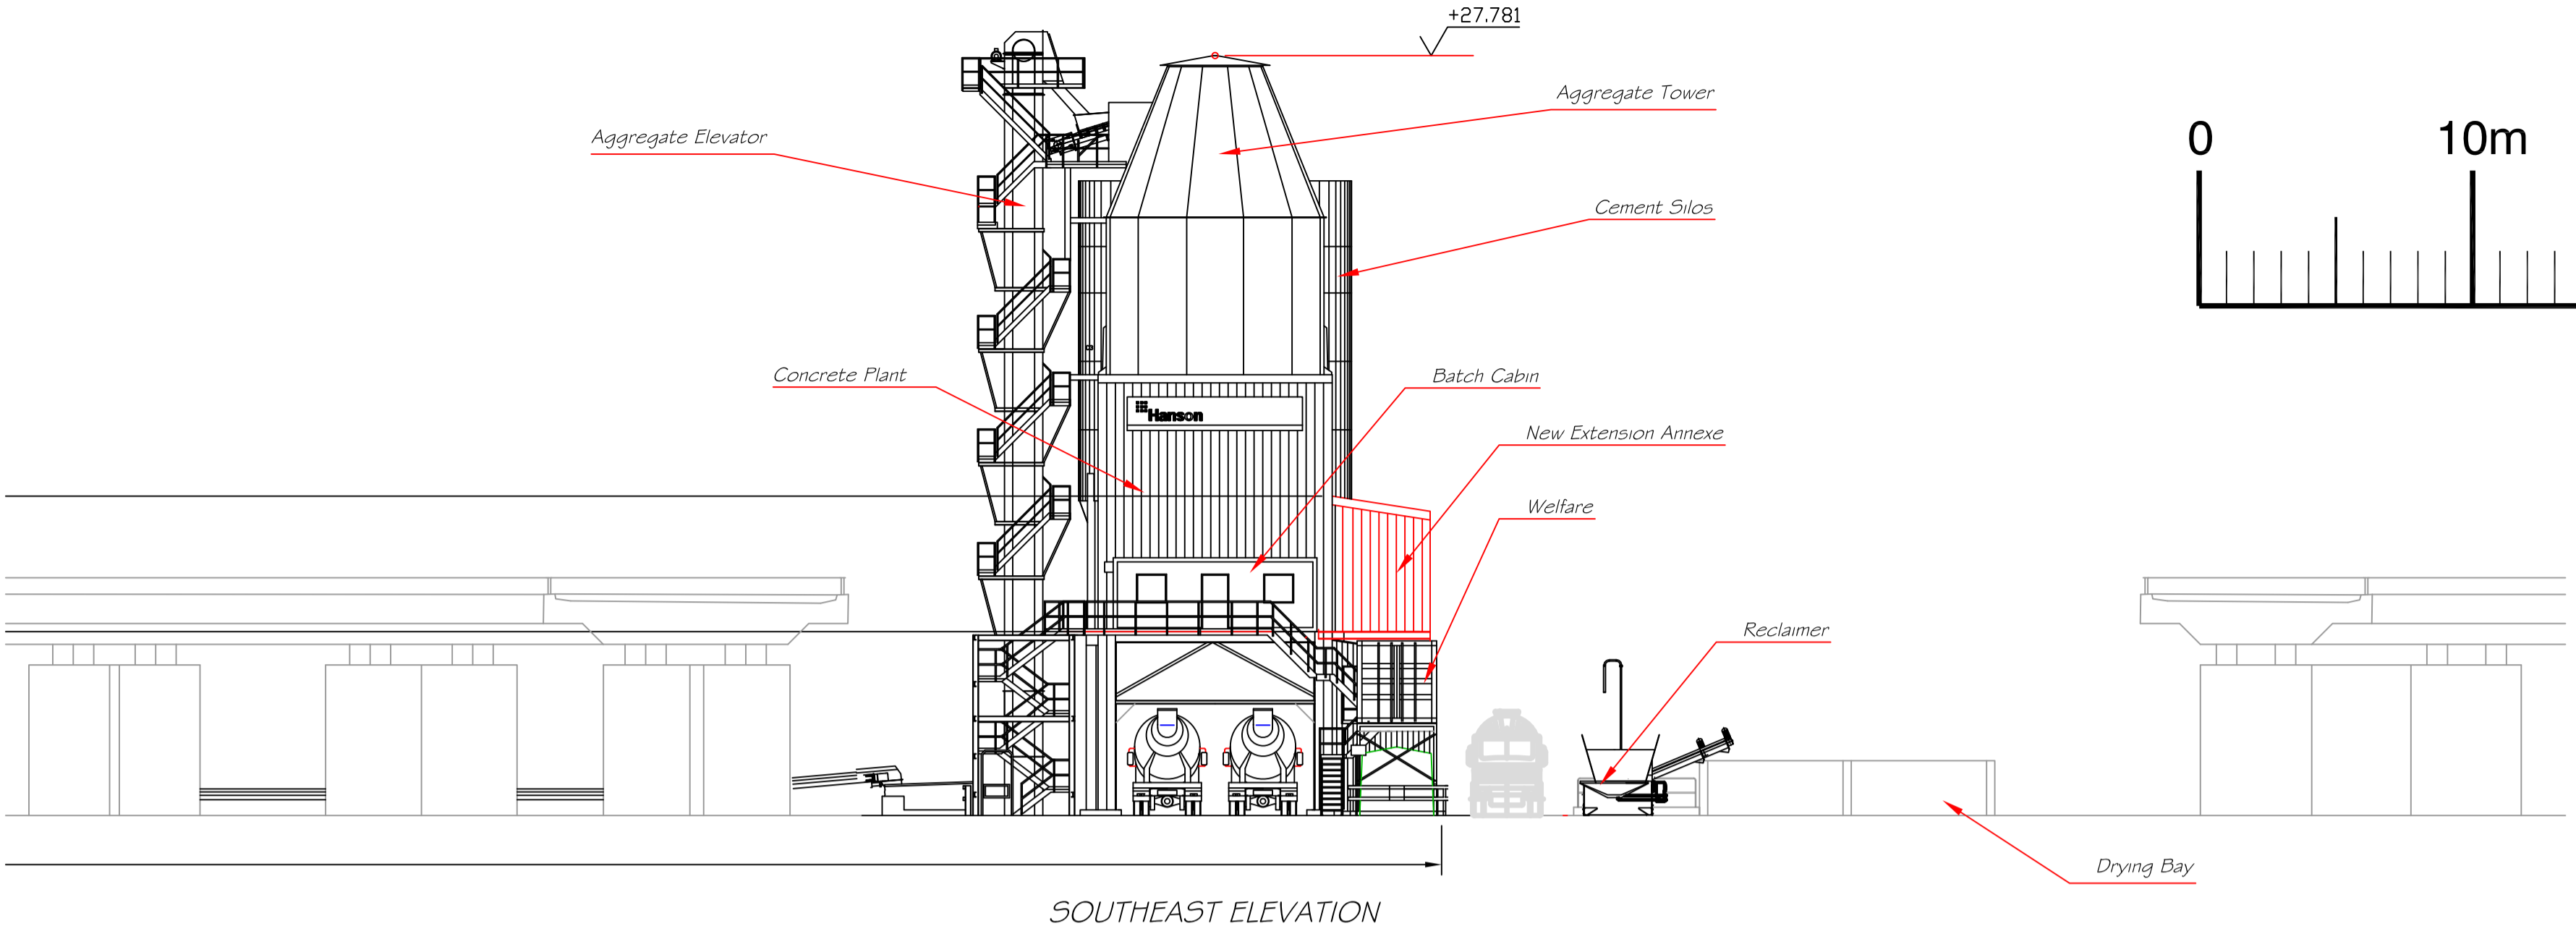 +27.781
Aggregate Tower
0 10m
Aggregate Elevator
Cement Silos
Concrete Plant
Batch Cabin
Hanson
New Extension Annexe
Welfare
Reclaimer
Drying Bay
SOUTHEAST ELEVATION